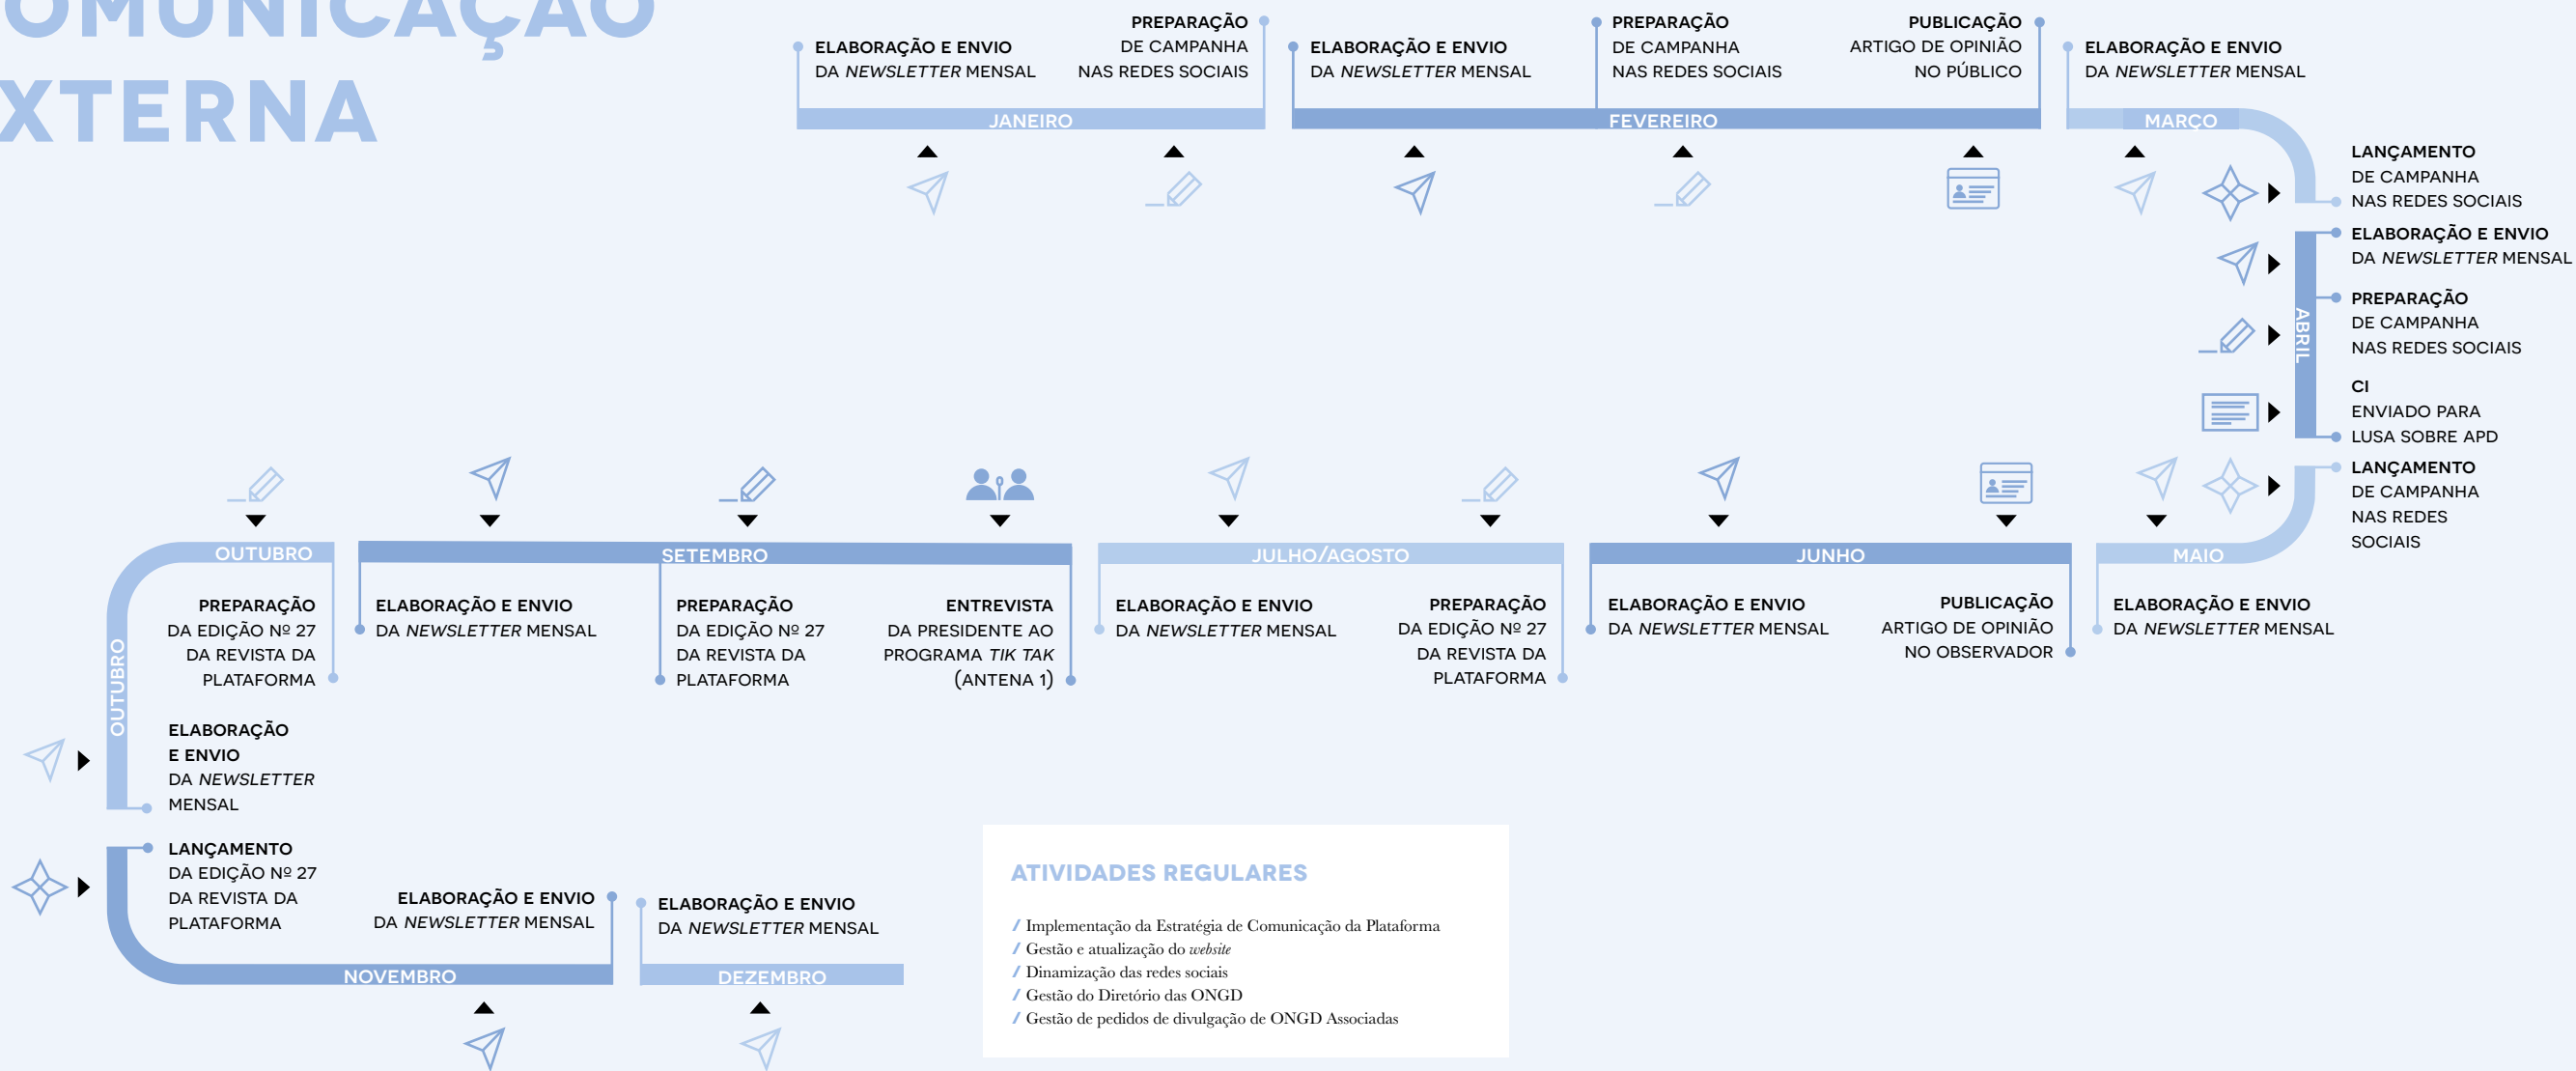 OMUNICAÇÃO
XTERNA
ELABORAÇÃO E ENVIO
DA NEWSLETTER MENSAL
PREPARAÇÃO
DE CAMPANHA
NAS REDES SOCIAIS
JANEIRO
ELABORAÇÃO E ENVIO
DA NEWSLETTER MENSAL
PREPARAÇÃO
DE CAMPANHA
NAS REDES SOCIAIS
PUBLICAÇÃO
ARTIGO DE OPINIÃO
NO PÚBLICO
FEVEREIRO
ELABORAÇÃO E ENVIO
DA NEWSLETTER MENSAL
MARÇO
LANÇAMENTO
DE CAMPANHA
NAS REDES SOCIAIS
ELABORAÇÃO E ENVIO
DA NEWSLETTER MENSAL
PREPARAÇÃO
DE CAMPANHA
NAS REDES SOCIAIS
ABRIL
CI
ENVIADO PARA
LUSA SOBRE APD
LANÇAMENTO
DE CAMPANHA
NAS REDES
SOCIAIS
MAIO
ELABORAÇÃO E ENVIO
DA NEWSLETTER MENSAL
JUNHO
PUBLICAÇÃO
ARTIGO DE OPINIÃO
NO OBSERVADOR
ELABORAÇÃO E ENVIO
DA NEWSLETTER MENSAL
JULHO/AGOSTO
PREPARAÇÃO
DA EDIÇÃO Nº 27
DA REVISTA DA
PLATAFORMA
ELABORAÇÃO E ENVIO
DA NEWSLETTER MENSAL
SETEMBRO
ENTREVISTA
DA PRESIDENTE AO
PROGRAMA TIK TAK
(ANTENA 1)
PREPARAÇÃO
DA EDIÇÃO Nº 27
DA REVISTA DA
PLATAFORMA
ELABORAÇÃO E ENVIO
DA NEWSLETTER MENSAL
OUTUBRO
PREPARAÇÃO
DA EDIÇÃO Nº 27
DA REVISTA DA
PLATAFORMA
OUTUBRO
ELABORAÇÃO
E ENVIO
DA NEWSLETTER
MENSAL
LANÇAMENTO
DA EDIÇÃO Nº 27
DA REVISTA DA
PLATAFORMA
ELABORAÇÃO E ENVIO
DA NEWSLETTER MENSAL
NOVEMBRO
ELABORAÇÃO E ENVIO
DA NEWSLETTER MENSAL
DEZEMBRO
ATIVIDADES REGULARES
/ Implementação da Estratégia de Comunicação da Plataforma
/ Gestão e atualização do website
/ Dinamização das redes sociais
/ Gestão do Diretório das ONGD
/ Gestão de pedidos de divulgação de ONGD Associadas